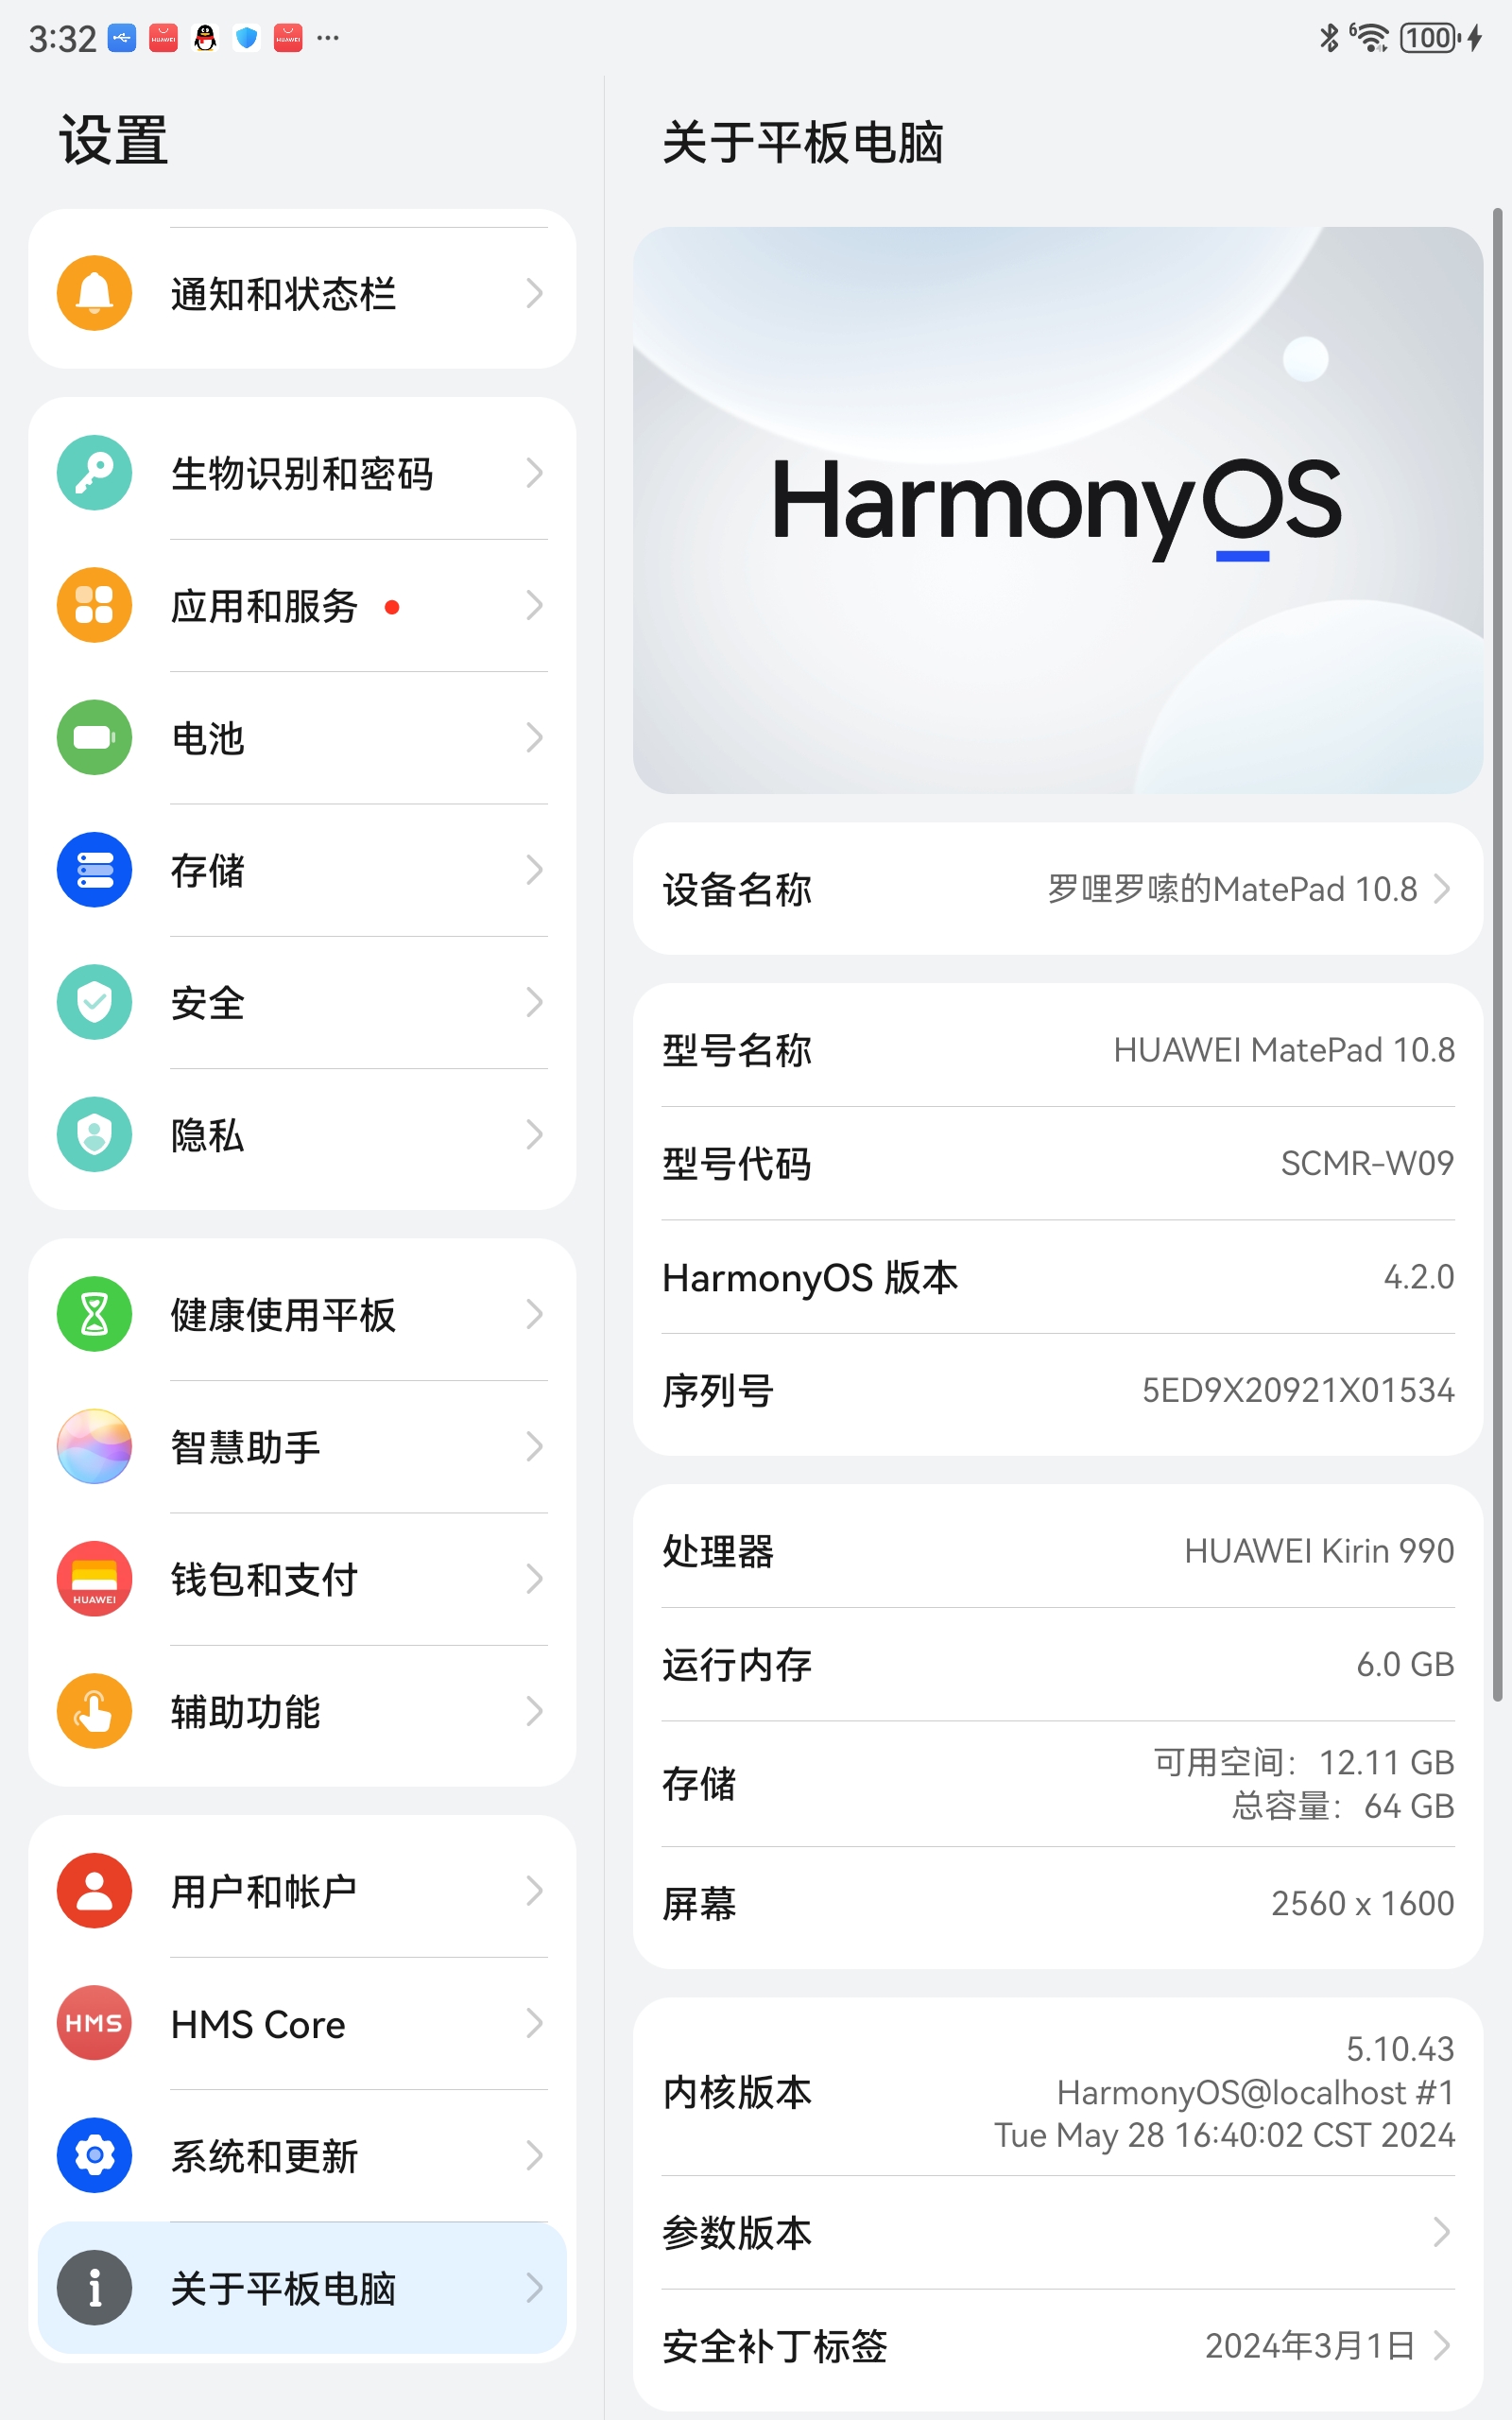 3:32
HUAWEI
HUAWEI
6
100
设置
通知和状态栏
生物识别和密码
应用和服务
电池
存储
安全
隐私
健康使用平板
智慧助手
HUAWEI
钱包和支付
辅助功能
用户和帐户
HMS
HMS Core
系统和更新
关于平板电脑
关于平板电脑
HarmonyOS
设备名称 罗哩罗嗦的MatePad 10.8
型号名称 HUAWEI MatePad 10.8
型号代码 SCMR-W09
HarmonyOS 版本 4.2.0
序列号 5ED9X20921X01534
处理器 HUAWEI Kirin 990
运行内存 6.0 GB
存储
可用空间：12.11 GB
总容量：64 GB
屏幕 2560 x 1600
内核版本
5.10.43
HarmonyOS@localhost #1
Tue May 28 16:40:02 CST 2024
参数版本
安全补丁标签 2024年3月1日